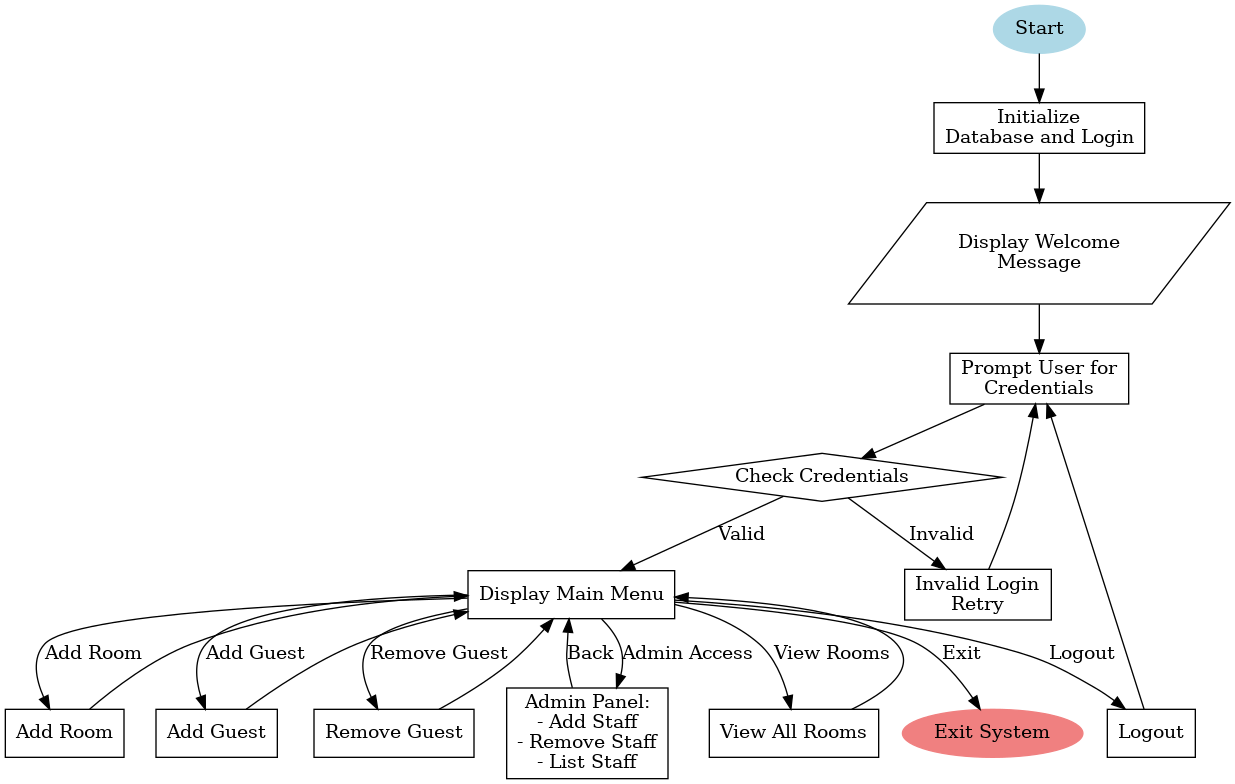 Start
Initialize
Database and Login
Display Welcome
Message
Prompt User for
Credentials
Check Credentials
Valid
Invalid
Display Main Menu
Invalid Login
Retry
Add Room
Add Guest
Remove Guest
Back
Admin Access
View Rooms
Exit
Logout
Add Room
Add Guest
Remove Guest
Admin Panel:
- Add Staff
- Remove Staff
- List Staff
View All Rooms
Exit System
Logout